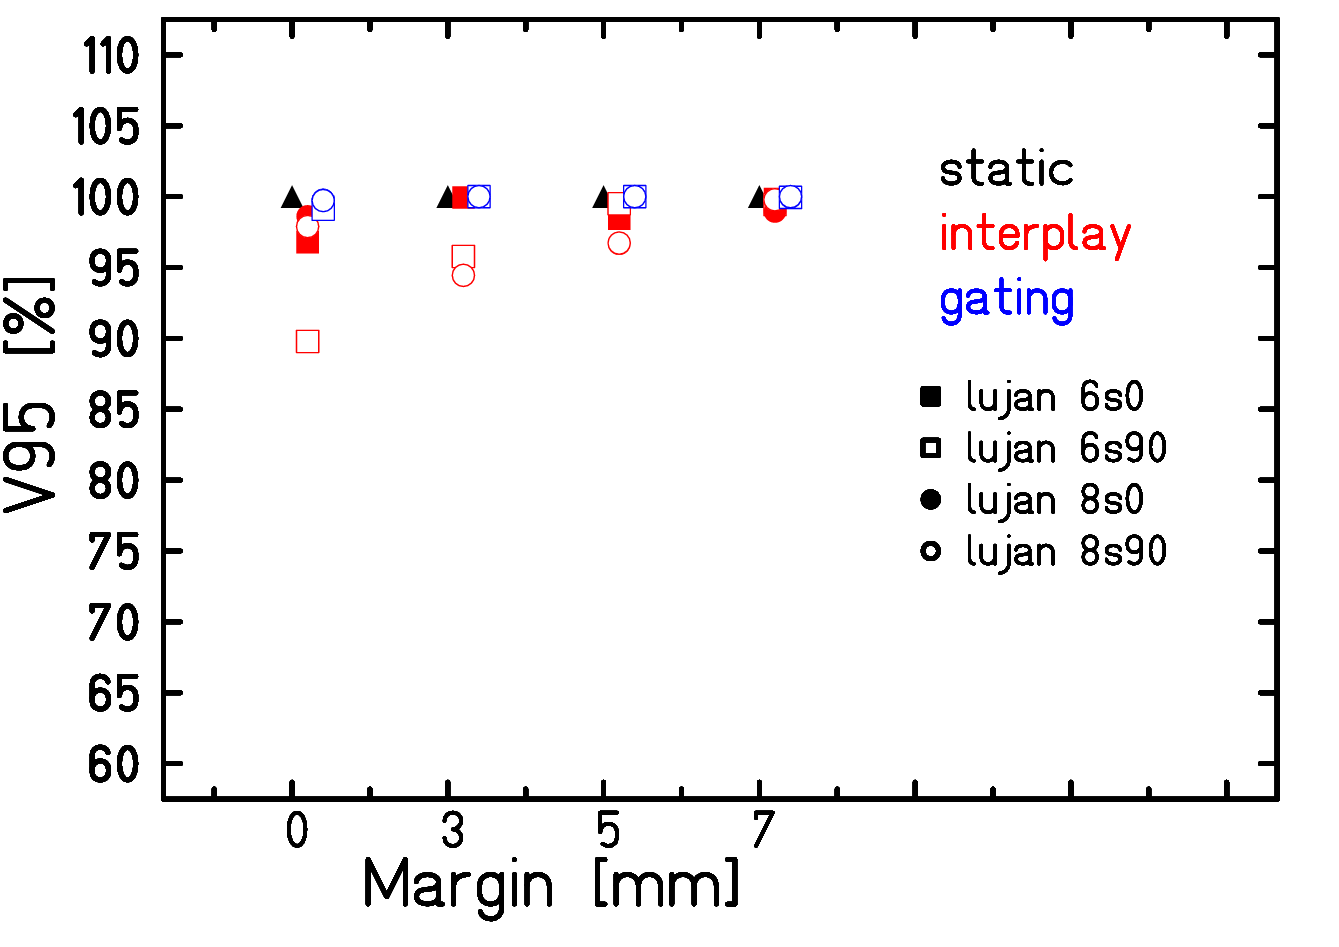 110
105
100
95
90
85
80
75
70
65
60
V95 [%]
0 3 5 7
Margin [mm]
static
interplay
gating
lujan 6s0
lujan 6s90
lujan 8s0
lujan 8s90